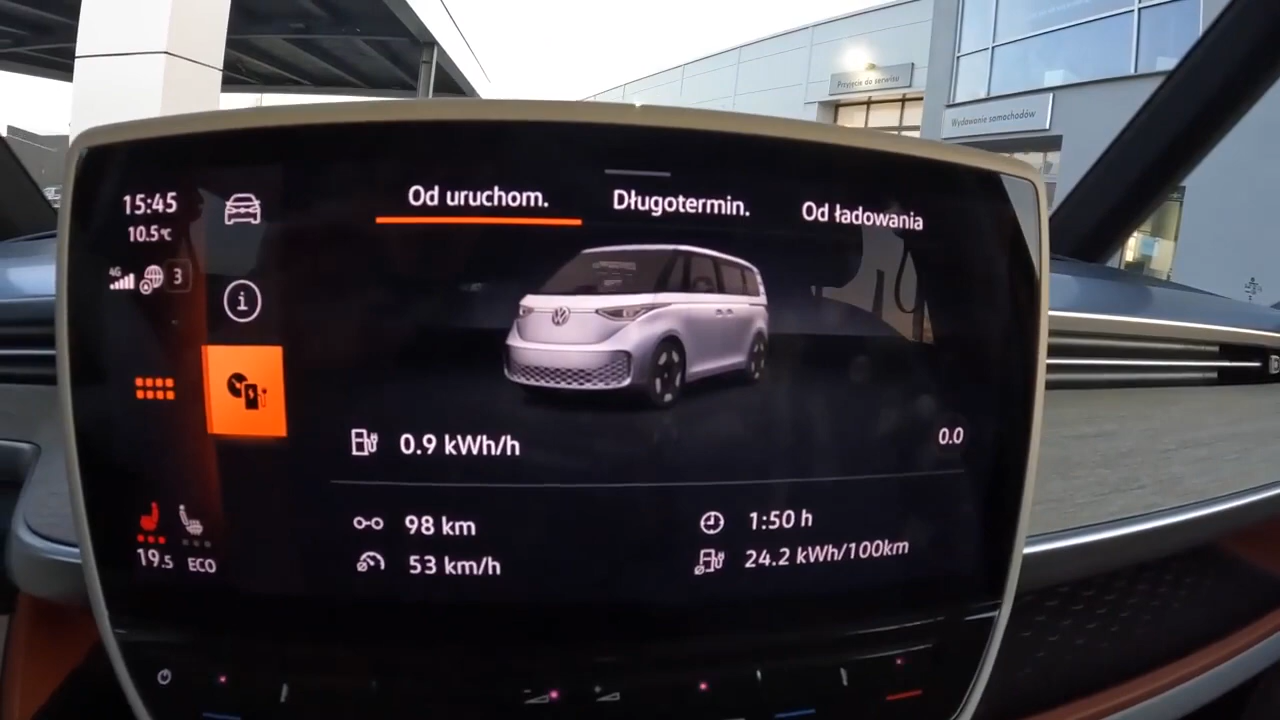 Przyjęcie do serwisu
Wydawanie samochodów
15:45
10.5°C
4G
3
Od uruchom.
Długotermin.
Od ładowania
i
0.9 kWh/h
0.0
98 km
1:50 h
53 km/h
24.2 kWh/100km
19.5
ECO